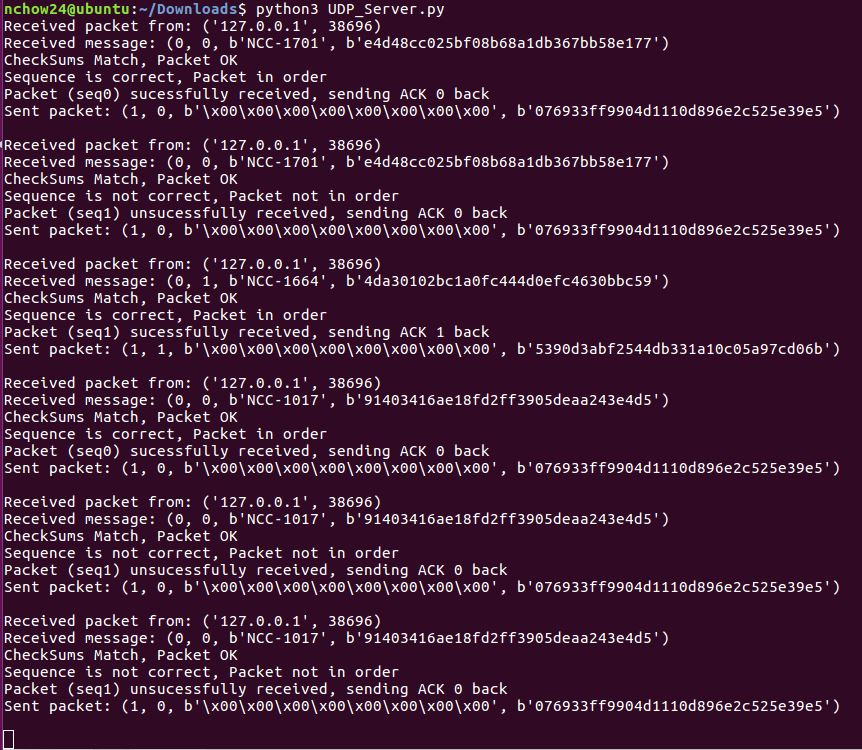 nchow24@ubuntu:~/Downloads$ python3 UDP_Server.py
Received packet from: ('127.0.0.1', 38696)
Received message: (0, 0, b'NCC-1701', b'e4d48cc025bf08b68a1db367bb58e177')
CheckSums Match, Packet OK
Sequence is correct, Packet in order
Packet (seq0) sucessfully received, sending ACK 0 back
Sent packet: (1, 0, b'\x00\x00\x00\x00\x00\x00\x00\x00', b'076933ff9904d1110d896e2c525e39e5')

Received packet from: ('127.0.0.1', 38696)
Received message: (0, 0, b'NCC-1701', b'e4d48cc025bf08b68a1db367bb58e177')
CheckSums Match, Packet OK
Sequence is not correct, Packet not in order
Packet (seq1) unsucessfully received, sending ACK 0 back
Sent packet: (1, 0, b'\x00\x00\x00\x00\x00\x00\x00\x00', b'076933ff9904d1110d896e2c525e39e5')

Received packet from: ('127.0.0.1', 38696)
Received message: (0, 1, b'NCC-1664', b'4da30102bc1a0fc444d0efc4630bbc59')
CheckSums Match, Packet OK
Sequence is correct, Packet in order
Packet (seq1) sucessfully received, sending ACK 1 back
Sent packet: (1, 1, b'\x00\x00\x00\x00\x00\x00\x00\x00', b'5390d3abf2544db331a10c05a97cd06b')

Received packet from: ('127.0.0.1', 38696)
Received message: (0, 0, b'NCC-1017', b'91403416ae18fd2ff3905deaa243e4d5')
CheckSums Match, Packet OK
Sequence is correct, Packet in order
Packet (seq0) sucessfully received, sending ACK 0 back
Sent packet: (1, 0, b'\x00\x00\x00\x00\x00\x00\x00\x00', b'076933ff9904d1110d896e2c525e39e5')

Received packet from: ('127.0.0.1', 38696)
Received message: (0, 0, b'NCC-1017', b'91403416ae18fd2ff3905deaa243e4d5')
CheckSums Match, Packet OK
Sequence is not correct, Packet not in order
Packet (seq1) unsucessfully received, sending ACK 0 back
Sent packet: (1, 0, b'\x00\x00\x00\x00\x00\x00\x00\x00', b'076933ff9904d1110d896e2c525e39e5')

Received packet from: ('127.0.0.1', 38696)
Received message: (0, 0, b'NCC-1017', b'91403416ae18fd2ff3905deaa243e4d5')
CheckSums Match, Packet OK
Sequence is not correct, Packet not in order
Packet (seq1) unsucessfully received, sending ACK 0 back
Sent packet: (1, 0, b'\x00\x00\x00\x00\x00\x00\x00\x00', b'076933ff9904d1110d896e2c525e39e5')